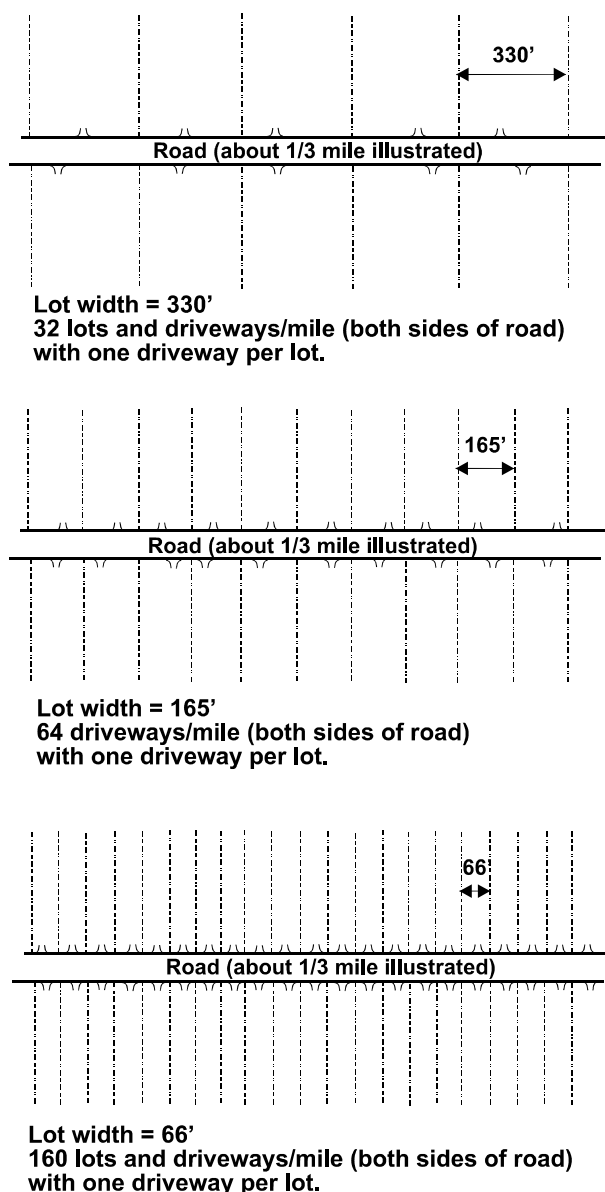 330'
Road (about 1/3 mile illustrated)
Lot width = 330'
32 lots and driveways/mile (both sides of road)
with one driveway per lot.
165'
Road (about 1/3 mile illustrated)
Lot width = 165'
64 driveways/mile (both sides of road)
with one driveway per lot.
66'
Road (about 1/3 mile illustrated)
Lot width = 66'
160 lots and driveways/mile (both sides of road)
with one driveway per lot.